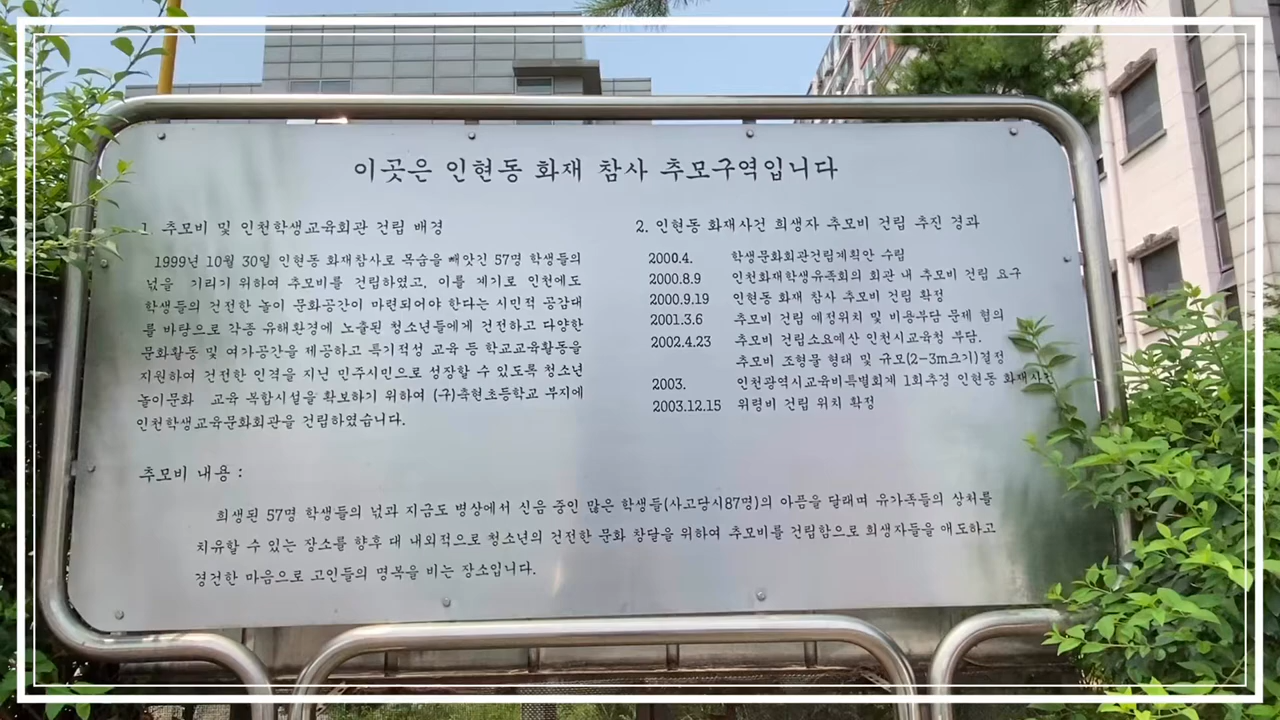 이곳은 인현동 화재 참사 추모구역입니다
1. 추모비 및 인천학생교육회관 건립 배경
1999년 10월 30일 인현동 화재참사로 목숨을 빼앗긴 57명 학생들의
넋을 기리기 위하여 추모비를 건립하였고, 이를 계기로 인천에도
학생들의 건전한 놀이 문화공간이 마련되어야 한다는 시민적 공감대
를 바탕으로 각종 유해환경에 노출된 청소년들에게 건전하고 다양한
문화활동 및 여가공간을 제공하고 특기적성 교육 등 학교교육활동을
지원하여 건전한 인격을 지닌 민주시민으로 성장할 수 있도록 청소년
놀이문화 교육 복합시설을 확보하기 위하여 (구)축현초등학교 부지에
인천학생교육문화회관을 건립하였습니다.
2. 인현동 화재사건 희생자 추모비 건립 추진 경과
2000.4. 학생문화회관건립계획안 수립
2000.8.9 인천화재학생유족회의 회관 내 추모비 건립 요구
2000.9.19 인현동 화재 참사 추모비 건립 확정
2001.3.6 추모비 건립 예정위치 및 비용부담 문제 협의
2002.4.23 추모비 건립소요예산 인천시교육청 부담.
추모비 조형물 형태 및 규모(2-3m크기)결정
2003. 인천광역시교육비특별회계 1회추경 인현동 화재사건
2003.12.15 위령비 건립 위치 확정
추모비 내용 :
희생된 57명 학생들의 넋과 지금도 병상에서 신음 중인 많은 학생들(사고당시87명)의 아픔을 달래며 유가족들의 상처를
치유할 수 있는 장소를 향후 대 내외적으로 청소년의 건전한 문화 창달을 위하여 추모비를 건립함으로 희생자들을 애도하고
경건한 마음으로 고인들의 명복을 비는 장소입니다.